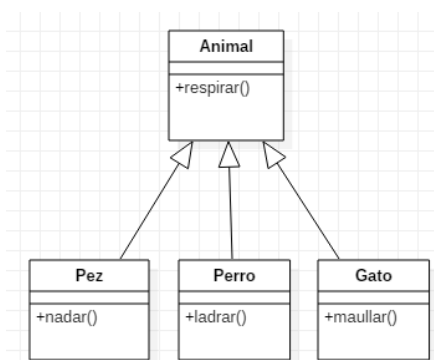 Animal
+respirar()
Pez
+nadar()
Perro
+ladrar()
Gato
+maullar()